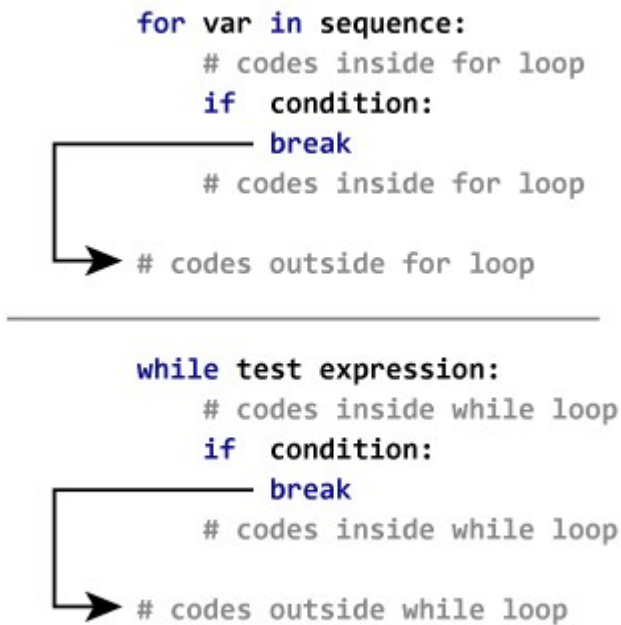 for var in sequence:
# codes inside for loop
if condition:
break
# codes inside for loop
# codes outside for loop
while test expression:
# codes inside while loop
if condition:
break
# codes inside while loop
# codes outside while loop